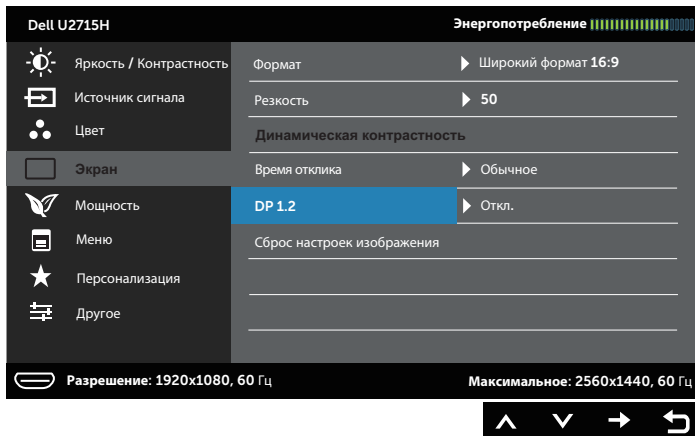 Dell U2715H Энергопотребление
Яркость / Контрастность
Источник сигнала
Цвет
Экран
Мощность
Меню
Персонализация
Другое
Формат Широкий формат 16:9
Резкость 50
Динамическая контрастность
Время отклика Обычное
DP 1.2 Откл.
Сброс настроек изображения
Разрешение: 1920x1080, 60 Гц Максимальное: 2560x1440, 60 Гц